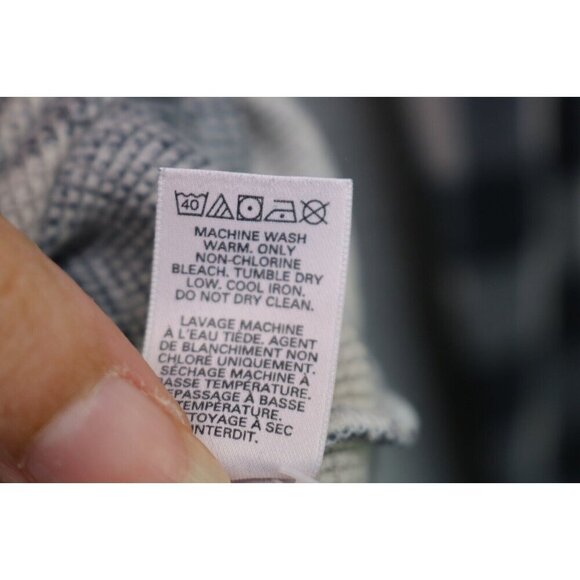 40
MACHINE WASH
WARM. ONLY
NON-CHLORINE
BLEACH. TUMBLE DRY
LOW. COOL IRON.
DO NOT DRY CLEAN.
LAVAGE MACHINE
À L'EAU TIÈDE. AGENT
DE BLANCHIMENT NON
CHLORÉ UNIQUEMENT.
SÉCHAGE MACHINE À
ASSE TEMPÉRATURE.
EPASSAGE À BASSE
TEMPÉRATURE.
TTOYAGE À SEC
INTERDIT.